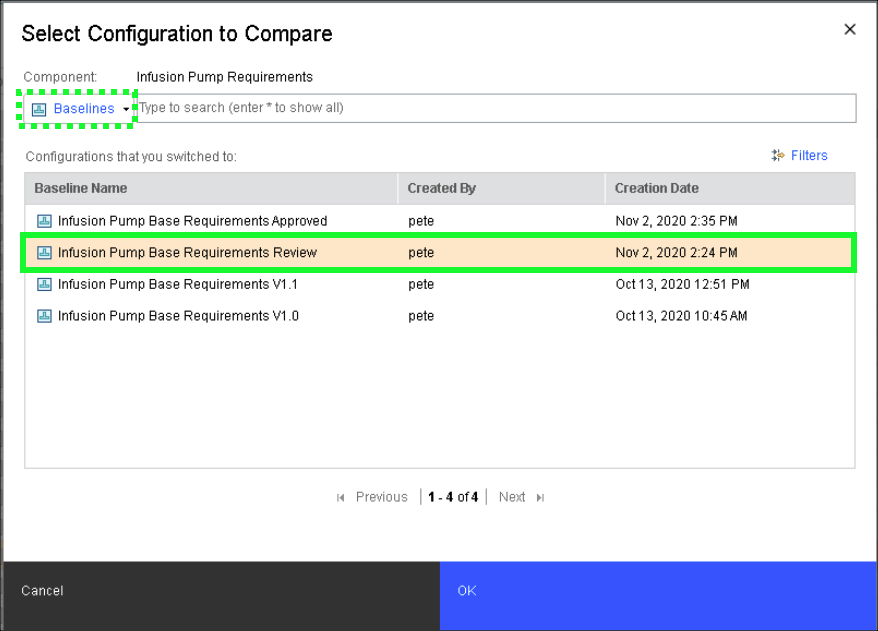 Select Configuration to Compare
Component: Infusion Pump Requirements
Baselines Type to search (enter * to show all)
Configurations that you switched to: Filters
Baseline Name Created By Creation Date
Infusion Pump Base Requirements Approved pete Nov 2, 2020 2:35 PM
Infusion Pump Base Requirements Review pete Nov 2, 2020 2:24 PM
Infusion Pump Base Requirements V1.1 pete Oct 13, 2020 12:51 PM
Infusion Pump Base Requirements V1.0 pete Oct 13, 2020 10:45 AM
Previous 1 - 4 of 4 Next
Cancel OK